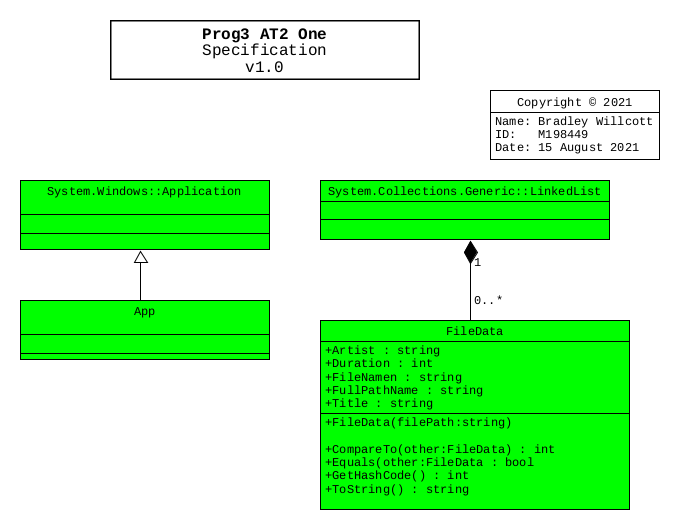 Prog3 AT2 One
Specification
v1.0
Copyright © 2021
Name: Bradley Willcott
ID:   M198449
Date: 15 August 2021
System.Windows::Application
System.Collections.Generic::LinkedList
1
0..*
App
FileData
+Artist : string
+Duration : int
+FileNamen : string
+FullPathName : string
+Title : string
+FileData(filePath:string)
+CompareTo(other:FileData) : int
+Equals(other:FileData : bool
+GetHashCode() : int
+ToString() : string